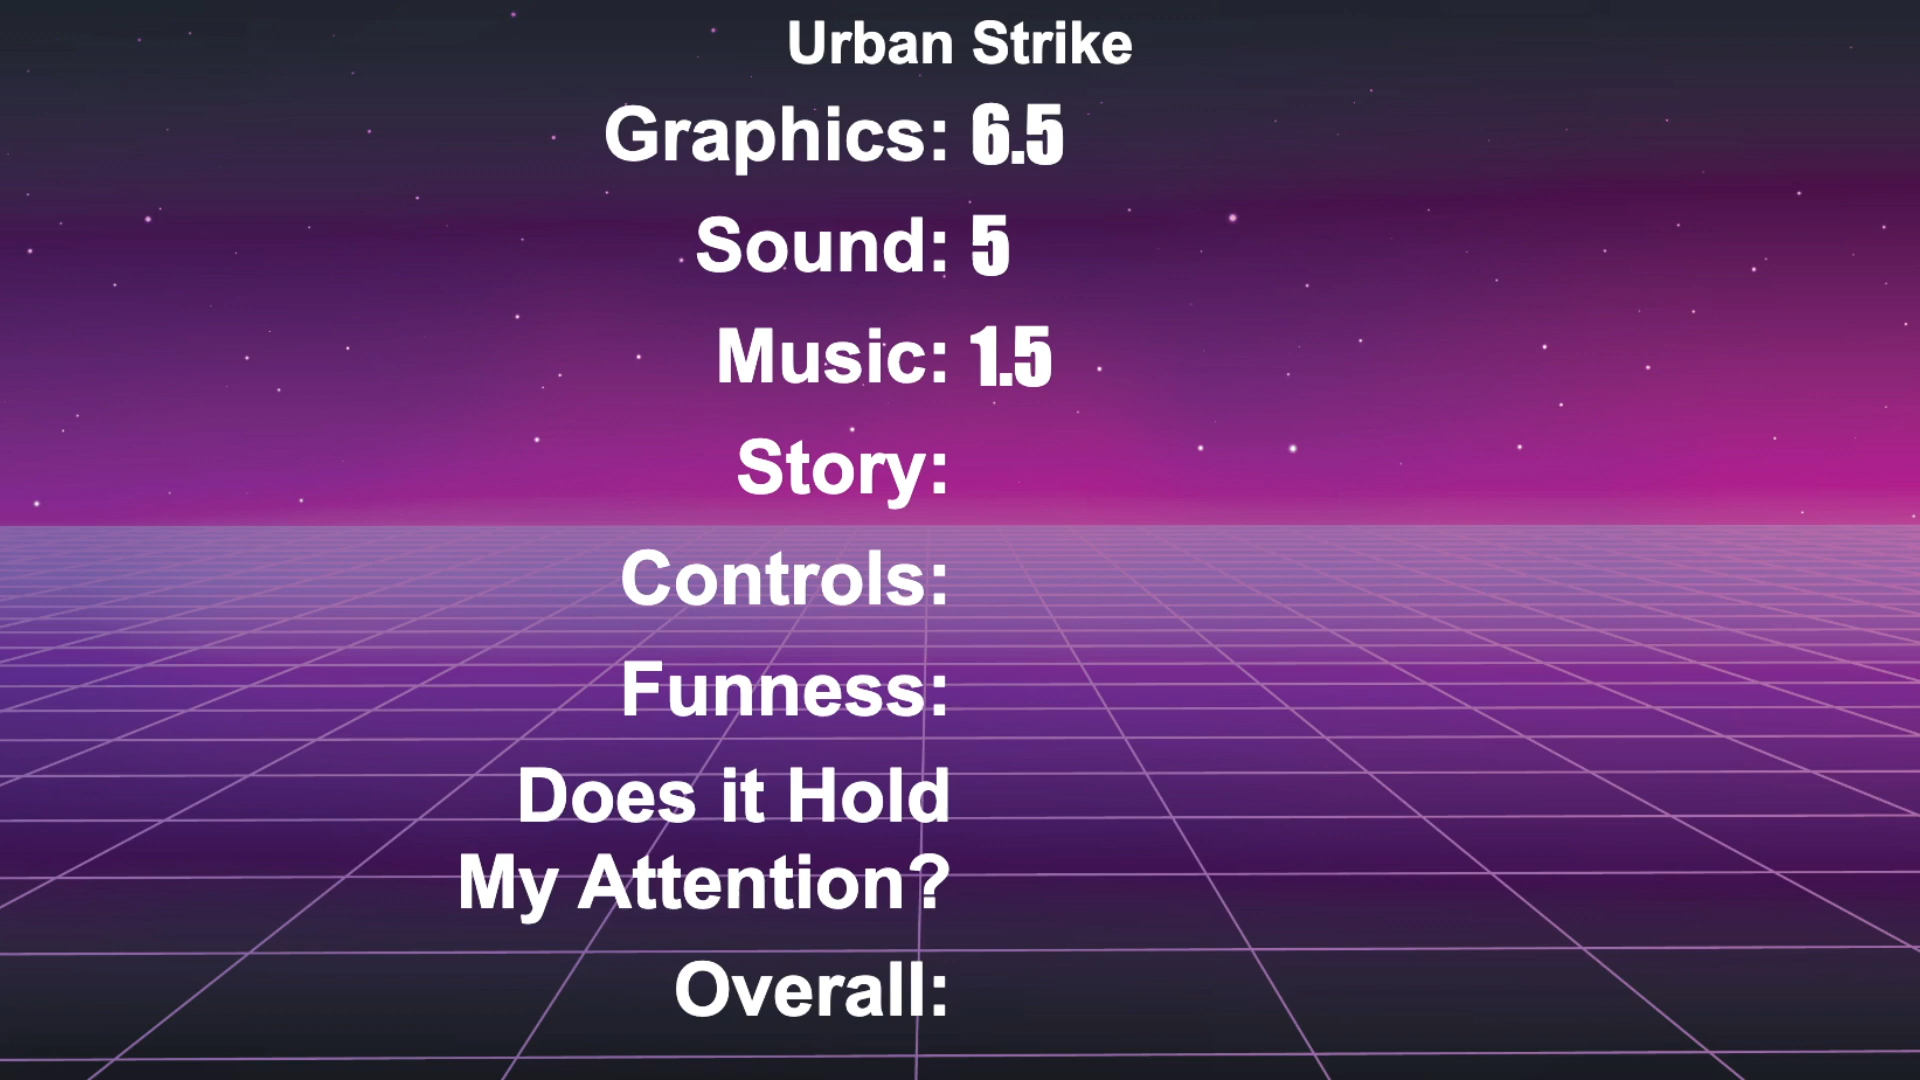 Urban Strike
Graphics: 6.5
Sound: 5
Music: 1.5
Story:
Controls:
Funness:
Does it Hold
My Attention?
Overall: